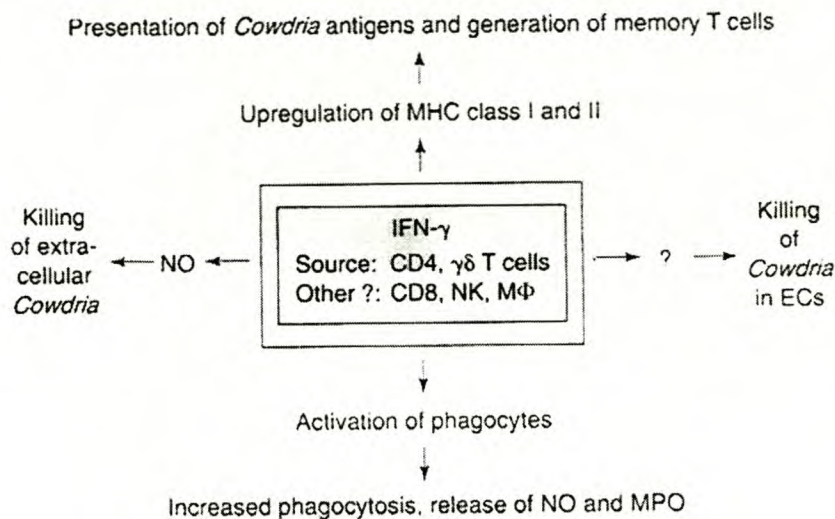 Presentation of Cowdria antigens and generation of memory T cells
Upregulation of MHC class I and II
Killing
of extra-
cellular
Cowdria
NO
IFN-γ
Source: CD4, γδ T cells
Other ?: CD8, NK, MΦ
?
Killing
of
Cowdria
in ECs
Activation of phagocytes
Increased phagocytosis, release of NO and MPO